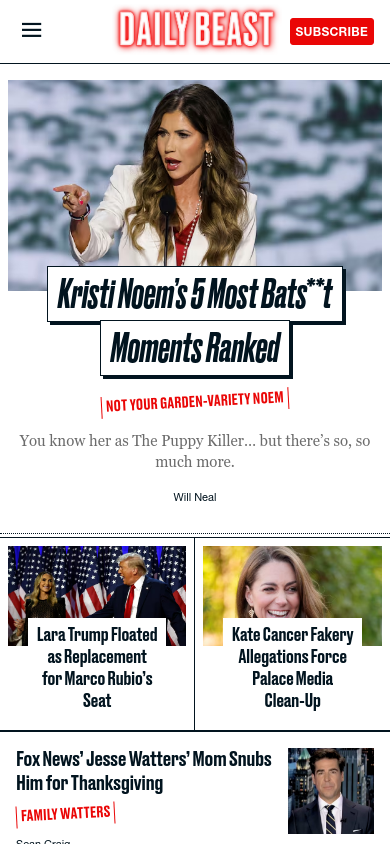 DAILY BEAST
SUBSCRIBE
Kristi Noem's 5 Most Bats**t
Moments Ranked
NOT YOUR GARDEN-VARIETY NOEM
You know her as The Puppy Killer... but there's so, so
much more.
Will Neal
Lara Trump Floated
as Replacement
for Marco Rubio's
Seat
Kate Cancer Fakery
Allegations Force
Palace Media
Clean-Up
Fox News' Jesse Watters' Mom Snubs
Him for Thanksgiving
FAMILY WATTERS
Sean Craig